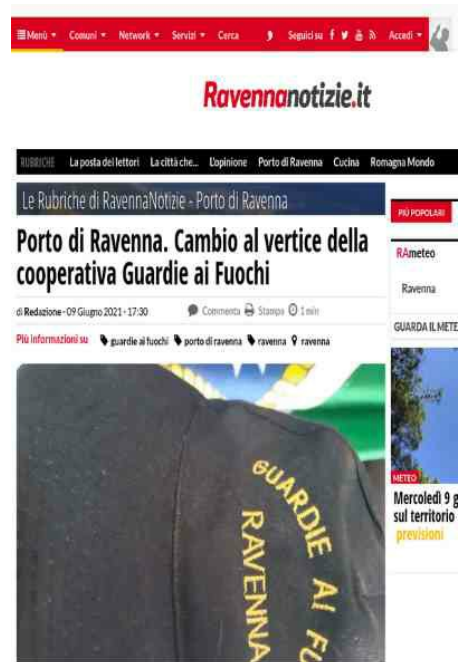 Menù Comuni Network Servizi Cerca Seguici su Accedi
Ravennanotizie.it
RUBRICHE La posta dei lettori La città che... L'opinione Porto di Ravenna Cucina Romagna Mondo
Le Rubriche di RavennaNotizie - Porto di Ravenna
Porto di Ravenna. Cambio al vertice della
cooperativa Guardie ai Fuochi
di Redazione - 09 Giugno 2021 - 17:30 Commenta Stampa 1 min
Più informazioni su guardie ai fuochi porto di ravenna ravenna ravenna
GUARDIE AI FU
RAVENNA
PIÙ POPOLARI
RAmeteo
Ravenna
GUARDA IL METE
METEO
Mercoledì 9 g
sul territorio
previsioni